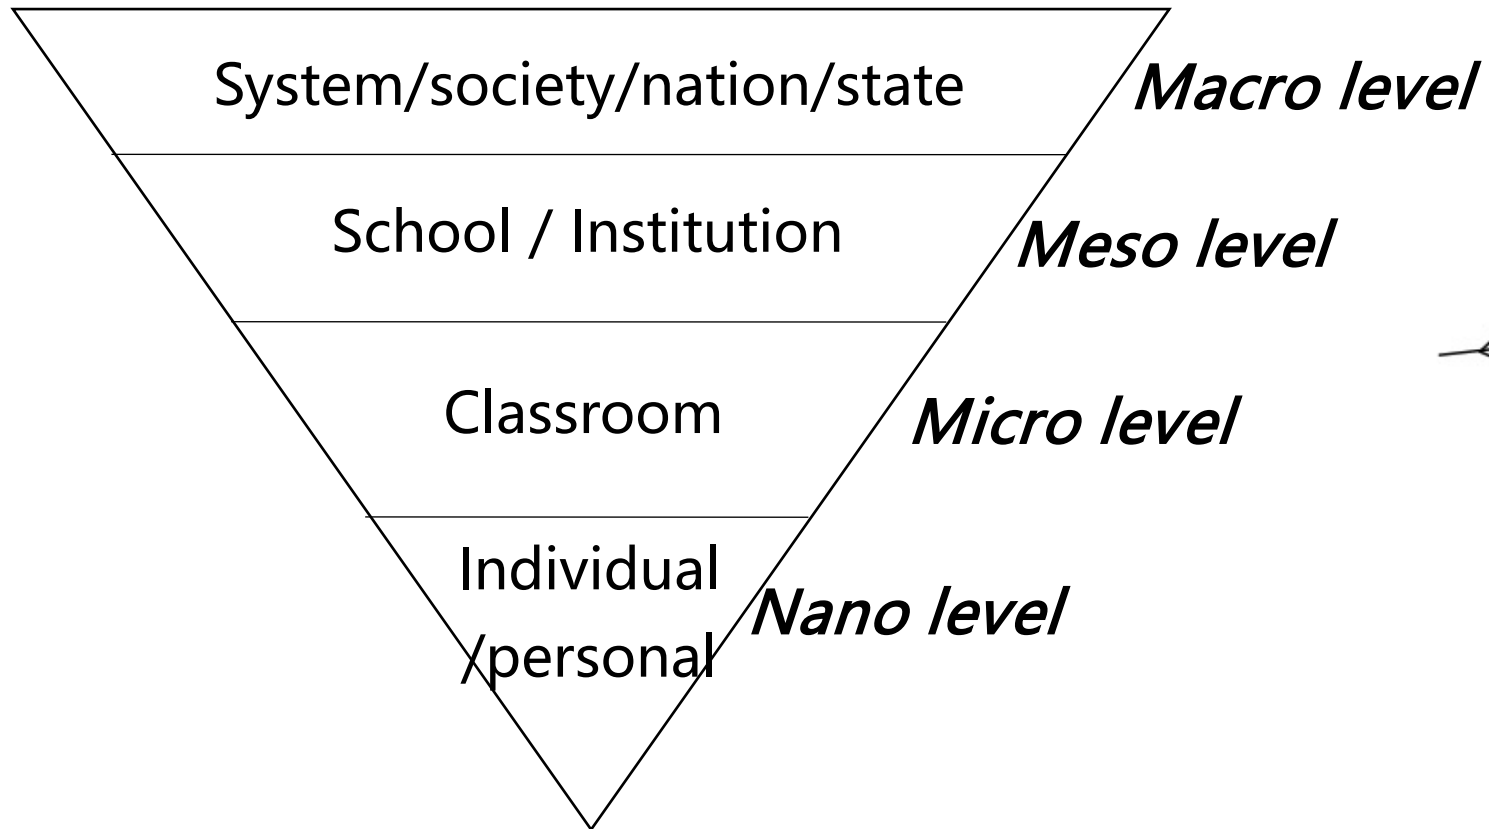 System/society/nation/state
Macro level
School / Institution
Meso level
Classroom
Micro level
Individual
/personal
Nano level